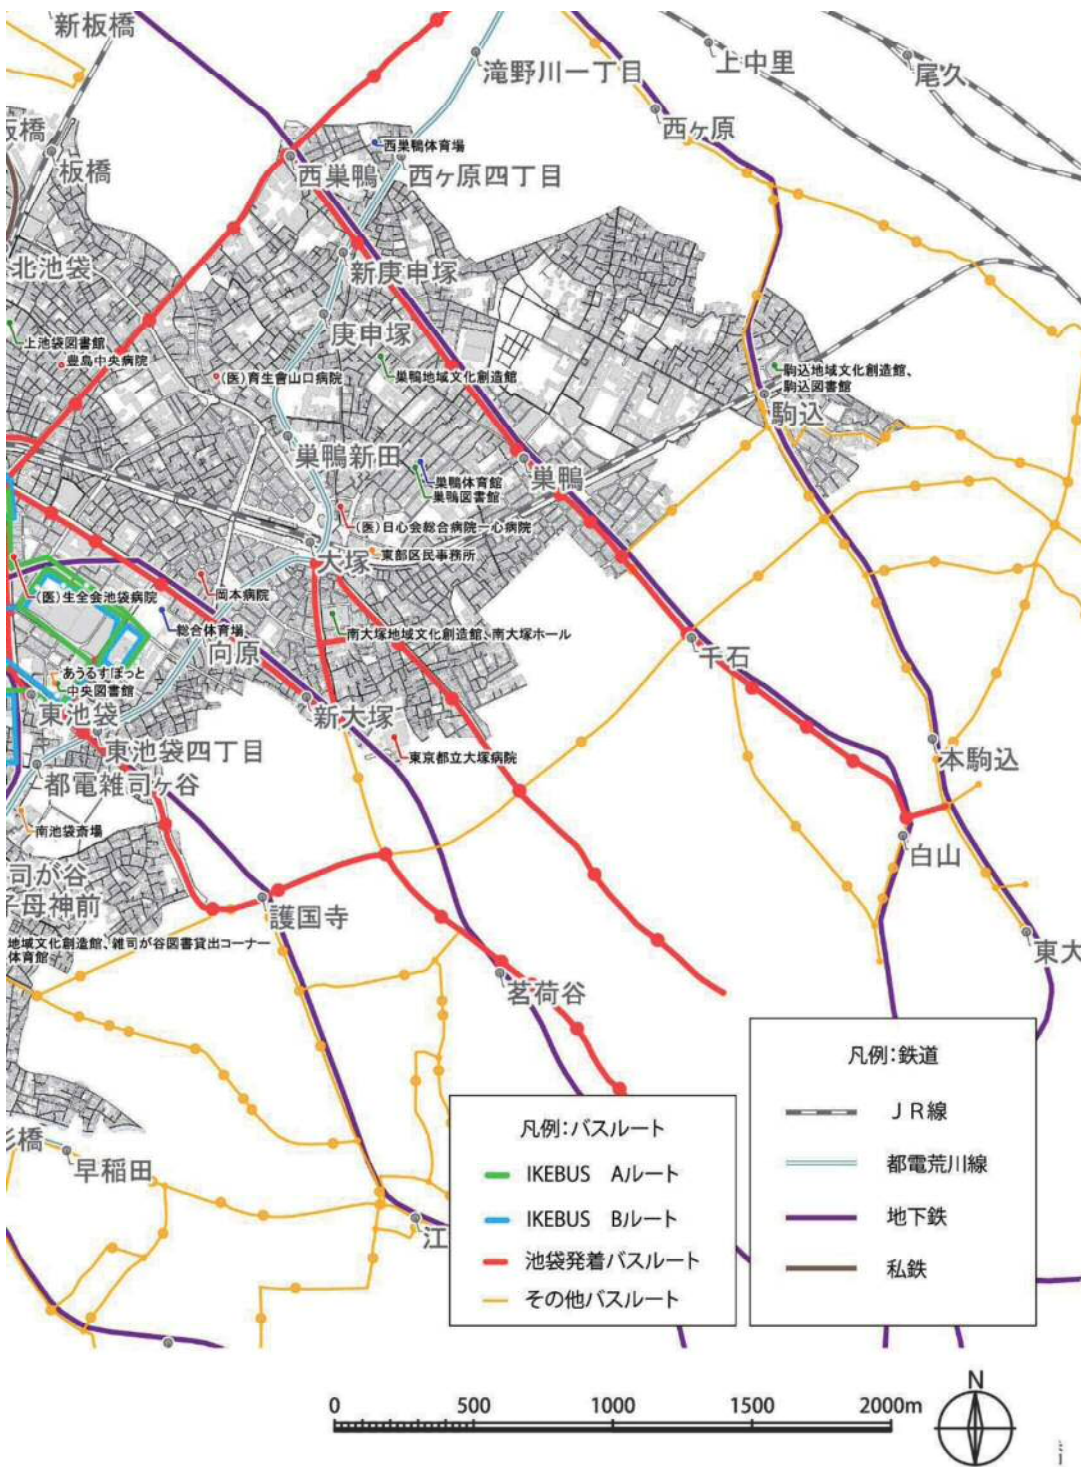 新板橋
滝野川一丁目
上中里
尾久
西ヶ原
板橋
板橋
西巣鴨体育場
西巣鴨
西ヶ原四丁目
北池袋
新庚申塚
庚申塚
上池袋図書館
豊島中央病院
(医)育生會山口病院
巣鴨地域文化創造館
駒込地域文化創造館、
駒込図書館
駒込
巣鴨新田
巣鴨体育館
巣鴨図書館
巣鴨
(医)日心会総合病院一心病院
大塚
東部区民事務所
(医)生全会池袋病院
岡本病院
総合体育場
南大塚地域文化創造館、南大塚ホール
向原
千石
あうるすぽっと
中央図書館
東池袋
新大塚
東池袋四丁目
東京都立大塚病院
本駒込
都電雑司ヶ谷
南池袋斎場
白山
司が谷
子母神前
護国寺
東大
地域文化創造館、雑司が谷図書貸出コーナー
体育館
茗荷谷
橋
早稲田
江
凡例:バスルート
IKEBUS Aルート
IKEBUS Bルート
池袋発着バスルート
その他バスルート
凡例:鉄道
JR線
都電荒川線
地下鉄
私鉄
0 500 1000 1500 2000m
N